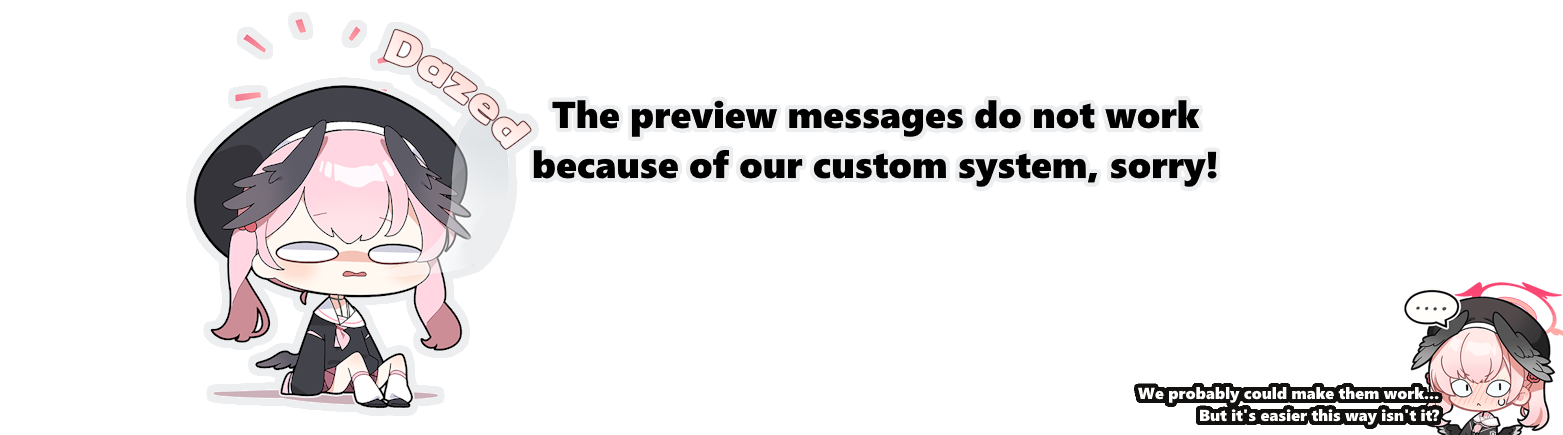 Dazed
The preview messages do not work
because of our custom system, sorry!
....
We probably could make them work...
But it's easier this way isn't it?